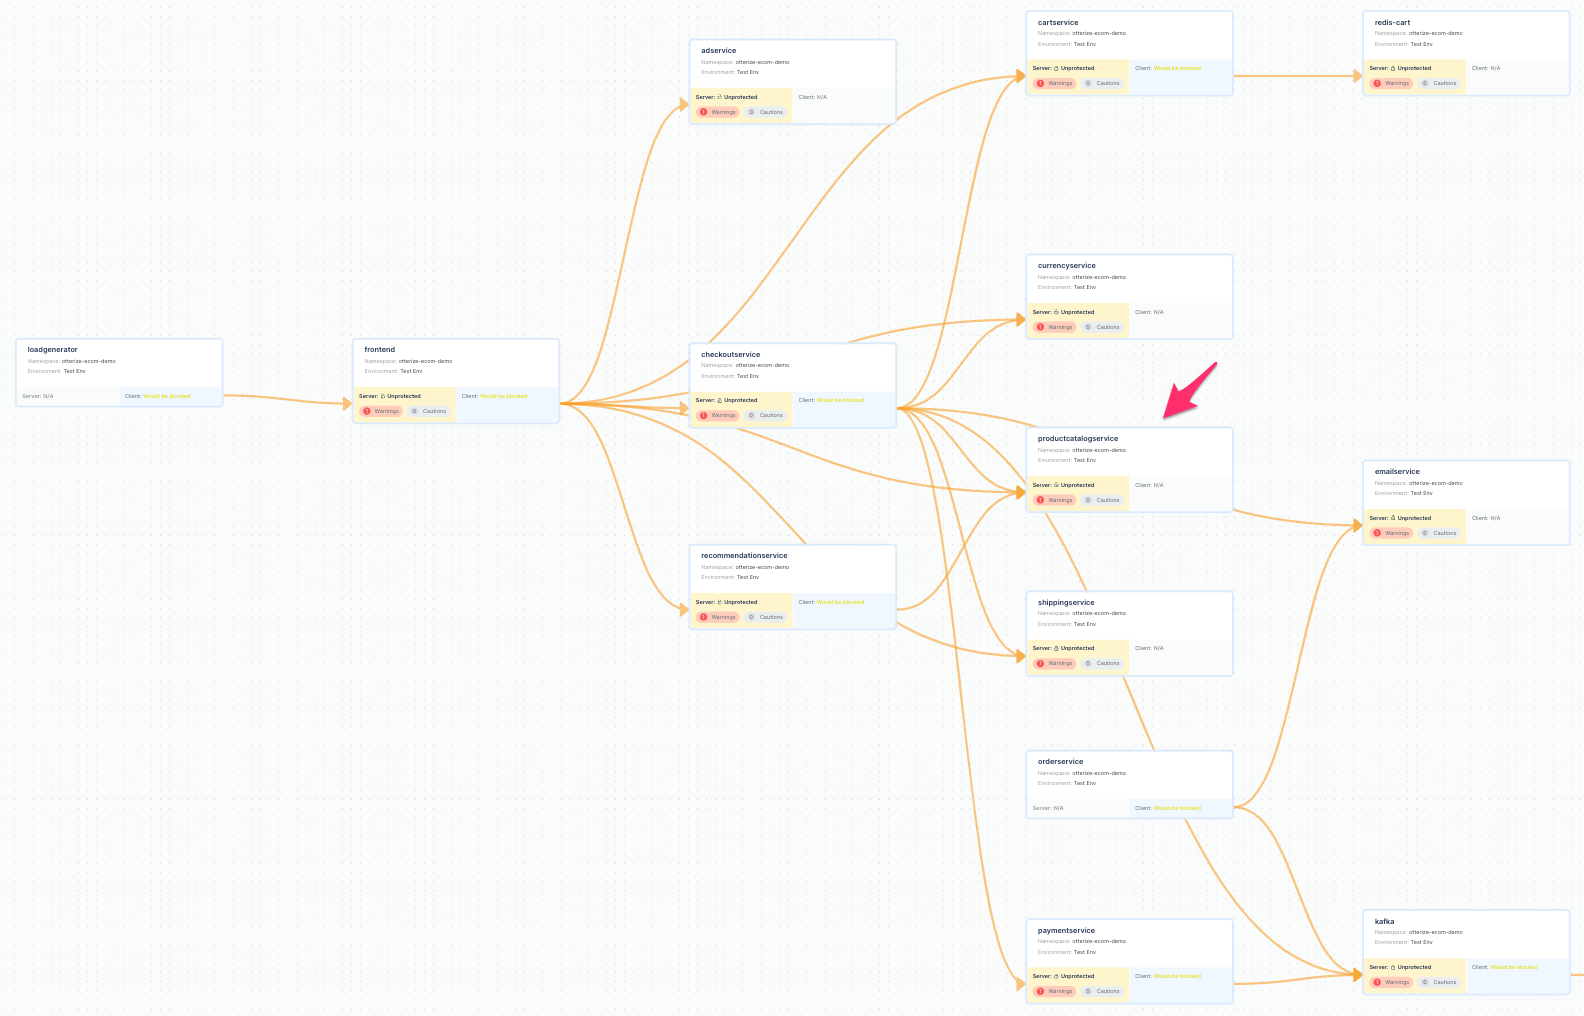 cartservice
Namespace: otterize-ecom-demo
Environment: Test Env
Server: Unprotected
Client: Would be blocked
1 Warnings 0 Cautions
redis-cart
Namespace: otterize-ecom-demo
Environment: Test Env
Server: Unprotected
Client: N/A
1 Warnings 0 Cautions
adservice
Namespace: otterize-ecom-demo
Environment: Test Env
Server: Unprotected
Client: N/A
1 Warnings 0 Cautions
currencyservice
Namespace: otterize-ecom-demo
Environment: Test Env
Server: Unprotected
Client: N/A
1 Warnings 0 Cautions
loadgenerator
Namespace: otterize-ecom-demo
Environment: Test Env
Server: N/A
Client: Would be blocked
frontend
Namespace: otterize-ecom-demo
Environment: Test Env
Server: Unprotected
Client: Would be blocked
1 Warnings 0 Cautions
checkoutservice
Namespace: otterize-ecom-demo
Environment: Test Env
Server: Unprotected
Client: Would be blocked
1 Warnings 0 Cautions
productcatalogservice
Namespace: otterize-ecom-demo
Environment: Test Env
Server: Unprotected
Client: N/A
1 Warnings 0 Cautions
emailservice
Namespace: otterize-ecom-demo
Environment: Test Env
Server: Unprotected
Client: N/A
1 Warnings 0 Cautions
recommendationservice
Namespace: otterize-ecom-demo
Environment: Test Env
Server: Unprotected
Client: Would be blocked
1 Warnings 0 Cautions
shippingservice
Namespace: otterize-ecom-demo
Environment: Test Env
Server: Unprotected
Client: N/A
1 Warnings 0 Cautions
orderservice
Namespace: otterize-ecom-demo
Environment: Test Env
Server: N/A
Client: Would be blocked
paymentservice
Namespace: otterize-ecom-demo
Environment: Test Env
Server: Unprotected
Client: Would be blocked
1 Warnings 0 Cautions
kafka
Namespace: otterize-ecom-demo
Environment: Test Env
Server: Unprotected
Client: Would be blocked
1 Warnings 0 Cautions